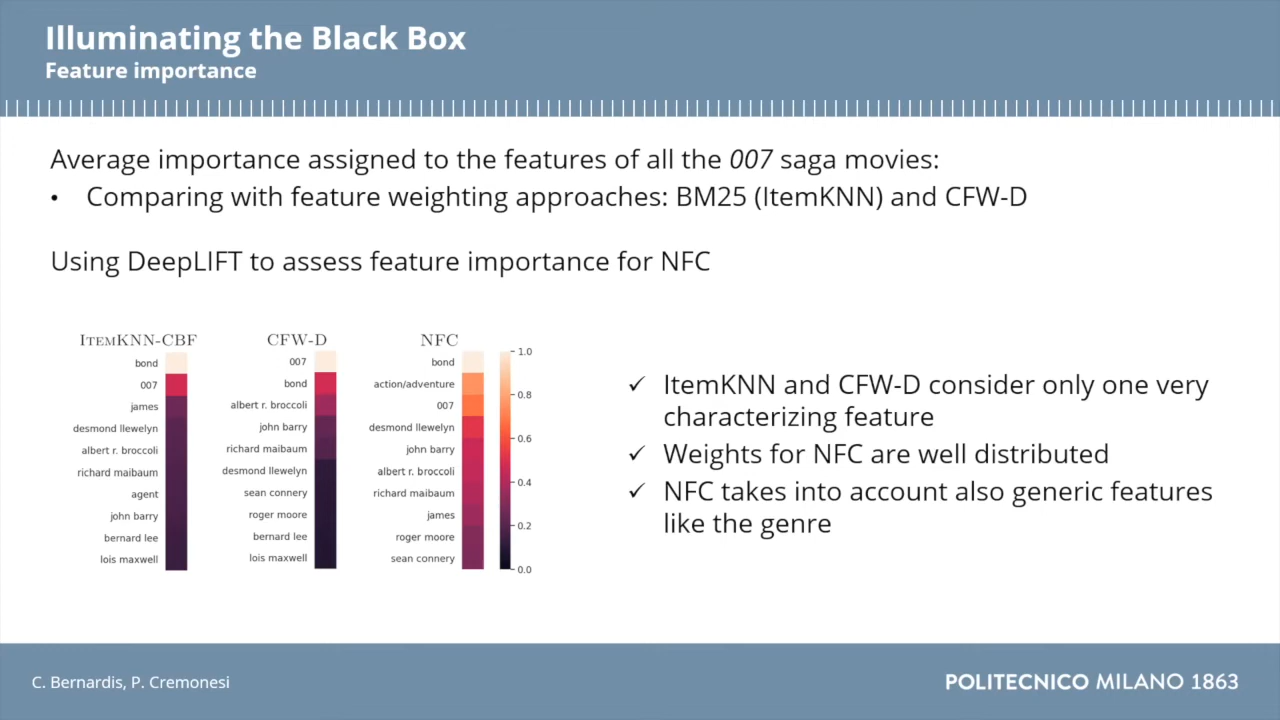 Illuminating the Black Box
Feature importance
Average importance assigned to the features of all the 007 saga movies:
• Comparing with feature weighting approaches: BM25 (ItemKNN) and CFW-D
Using DeepLIFT to assess feature importance for NFC
ItemKNN-CBF
bond
007
james
desmond llewelyn
albert r. broccoli
richard maibaum
agent
john barry
bernard lee
lois maxwell
CFW-D
007
bond
albert r. broccoli
john barry
richard maibaum
desmond llewelyn
sean connery
roger moore
bernard lee
lois maxwell
NFC
bond
action/adventure
007
desmond llewelyn
john barry
albert r. broccoli
richard maibaum
james
roger moore
sean connery
1.0
0.8
0.6
0.4
0.2
0.0
✓ ItemKNN and CFW-D consider only one very
characterizing feature
✓ Weights for NFC are well distributed
✓ NFC takes into account also generic features
like the genre
C. Bernardis, P. Cremonesi
POLITECNICO MILANO 1863